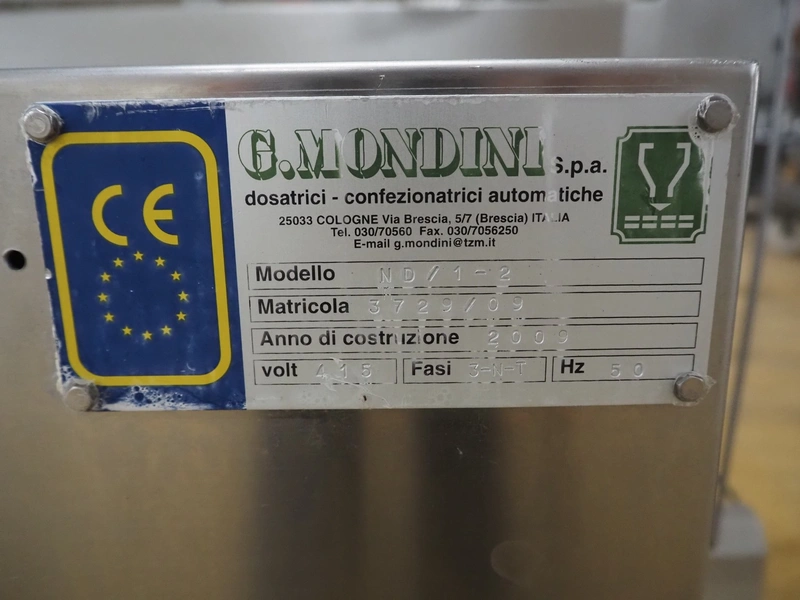 CE
G.MONDINI S.p.a.
dosatrici - confezionatrici automatiche
25033 COLOGNE Via Brescia, 5/7 (Brescia) ITALIA
Tel. 030/70560 Fax. 030/7056250
E-mail g.mondini@tzm.it
Modello ND/1-2
Matricola 3729/09
Anno di costruzione 2009
volt 415 Fasi 3-N-T Hz 50